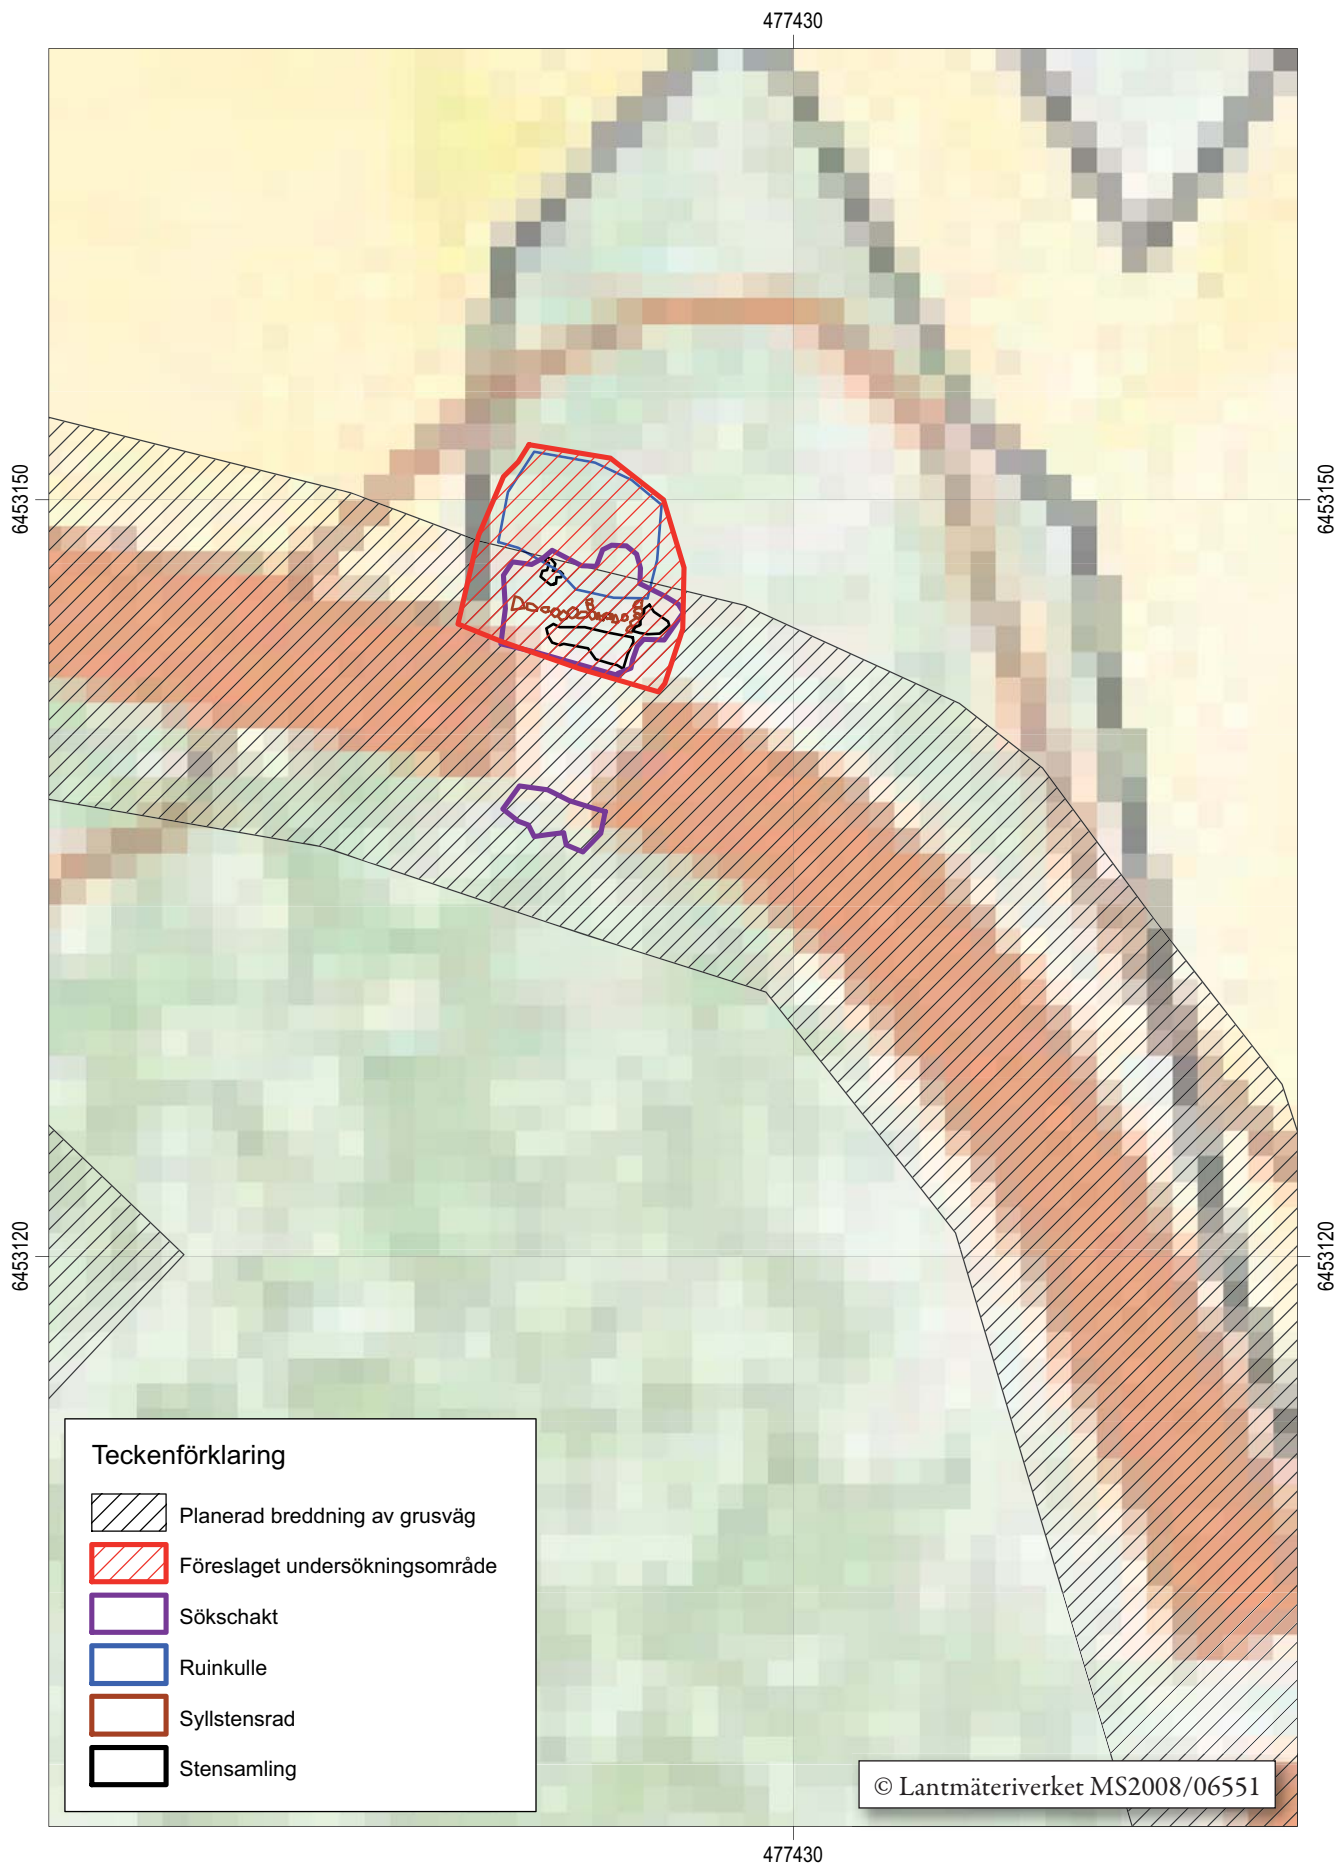 477430
6453150
6453150
6453120
6453120
Teckenförklaring
Planerad breddning av grusväg
Föreslaget undersökningsområde
Sökschakt
Ruinkulle
Syllstensrad
Stensamling
© Lantmäteriverket MS2008/06551
477430